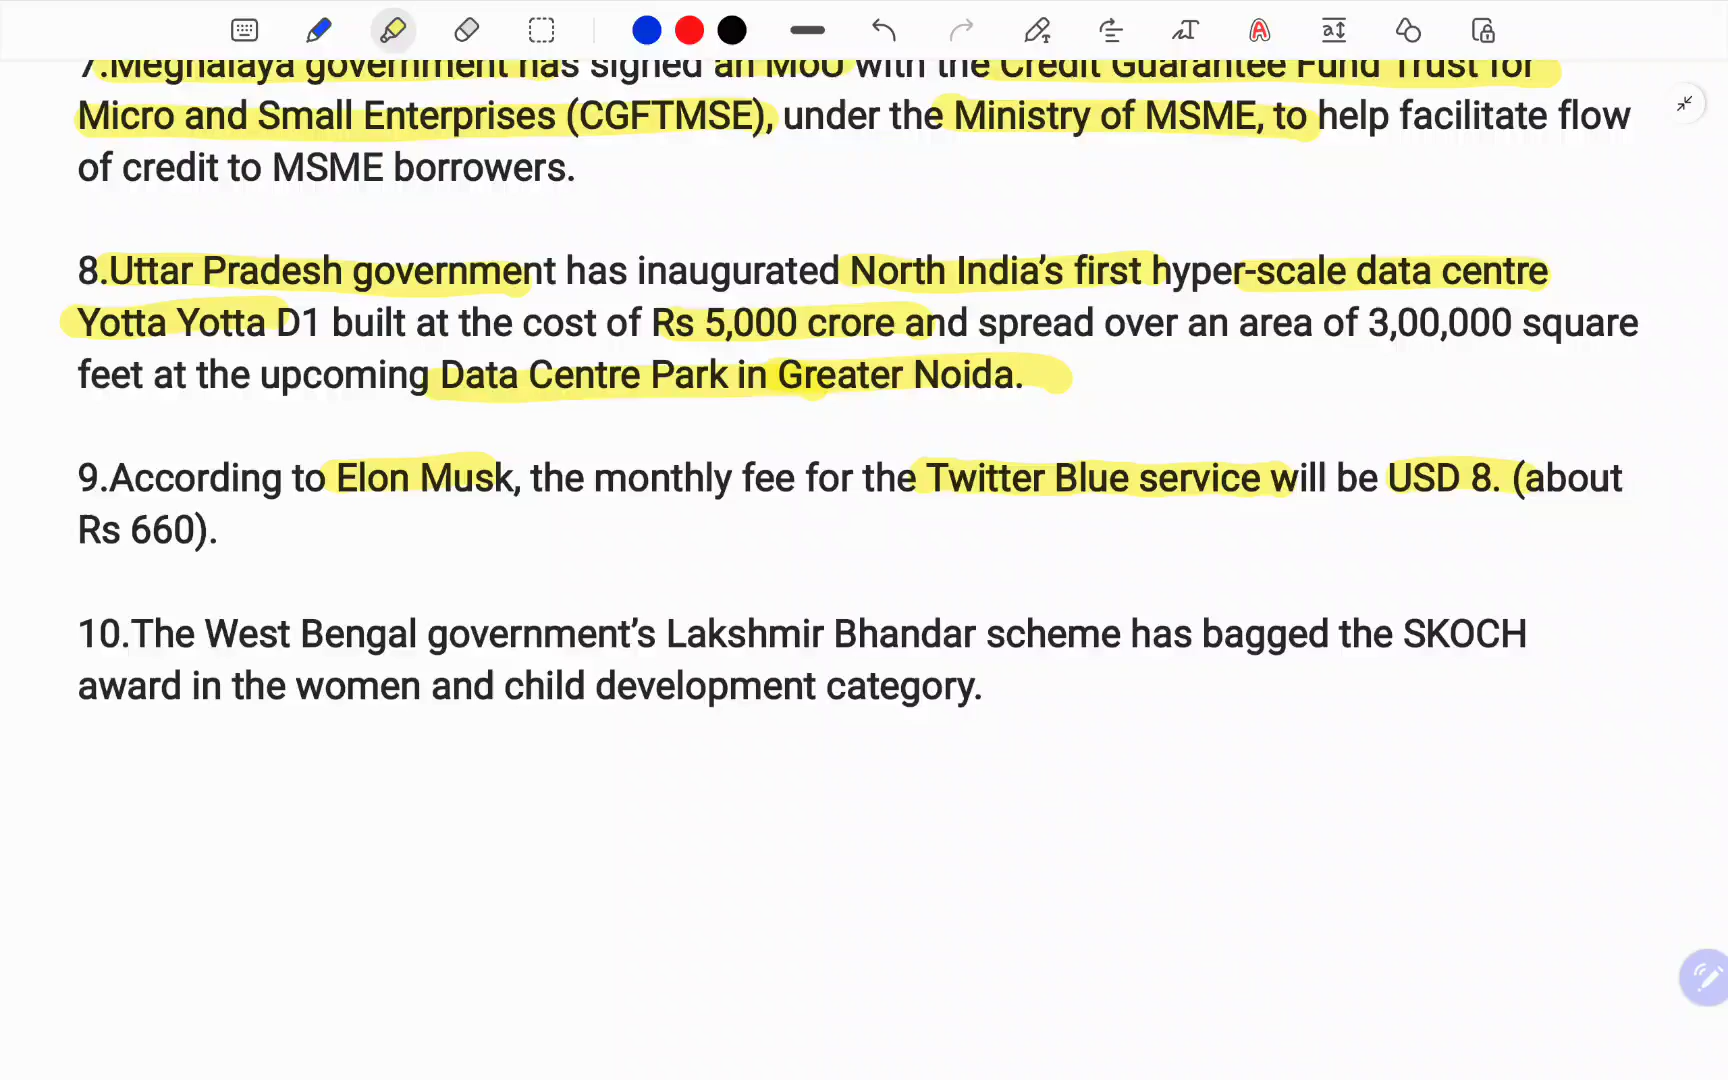 7.Meghalaya government has signed an MoU with the Credit Guarantee Fund Trust for
Micro and Small Enterprises (CGFTMSE), under the Ministry of MSME, to help facilitate flow
of credit to MSME borrowers.
8.Uttar Pradesh government has inaugurated North India’s first hyper-scale data centre
Yotta Yotta D1 built at the cost of Rs 5,000 crore and spread over an area of 3,00,000 square
feet at the upcoming Data Centre Park in Greater Noida.
9.According to Elon Musk, the monthly fee for the Twitter Blue service will be USD 8. (about
Rs 660).
10.The West Bengal government’s Lakshmir Bhandar scheme has bagged the SKOCH
award in the women and child development category.